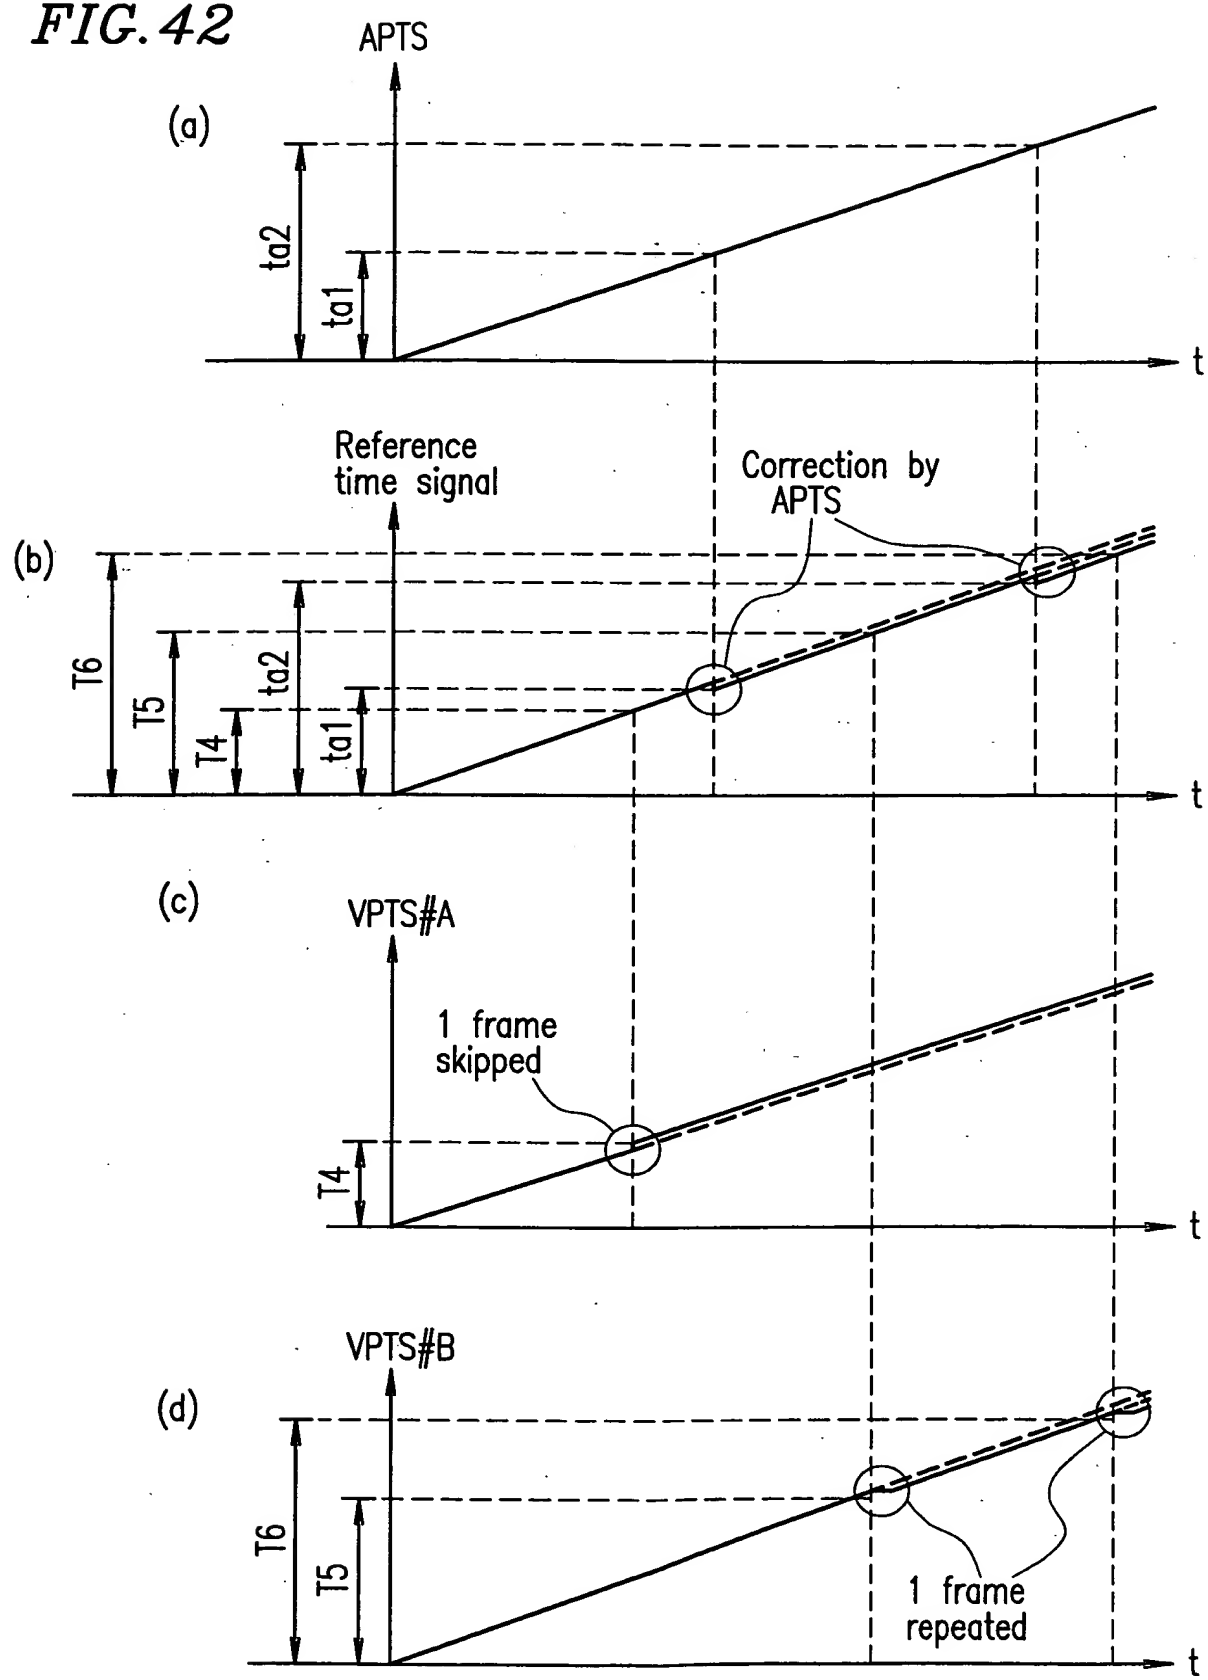 FIG. 42
APTS
(a)
ta2
ta1
t
Reference
time signal
Correction by
APTS
(b)
T6
T5
T4
ta2
ta1
t
(c)
VPTS#A
1 frame
skipped
T4
t
VPTS#B
(d)
T6
T5
1 frame
repeated
t